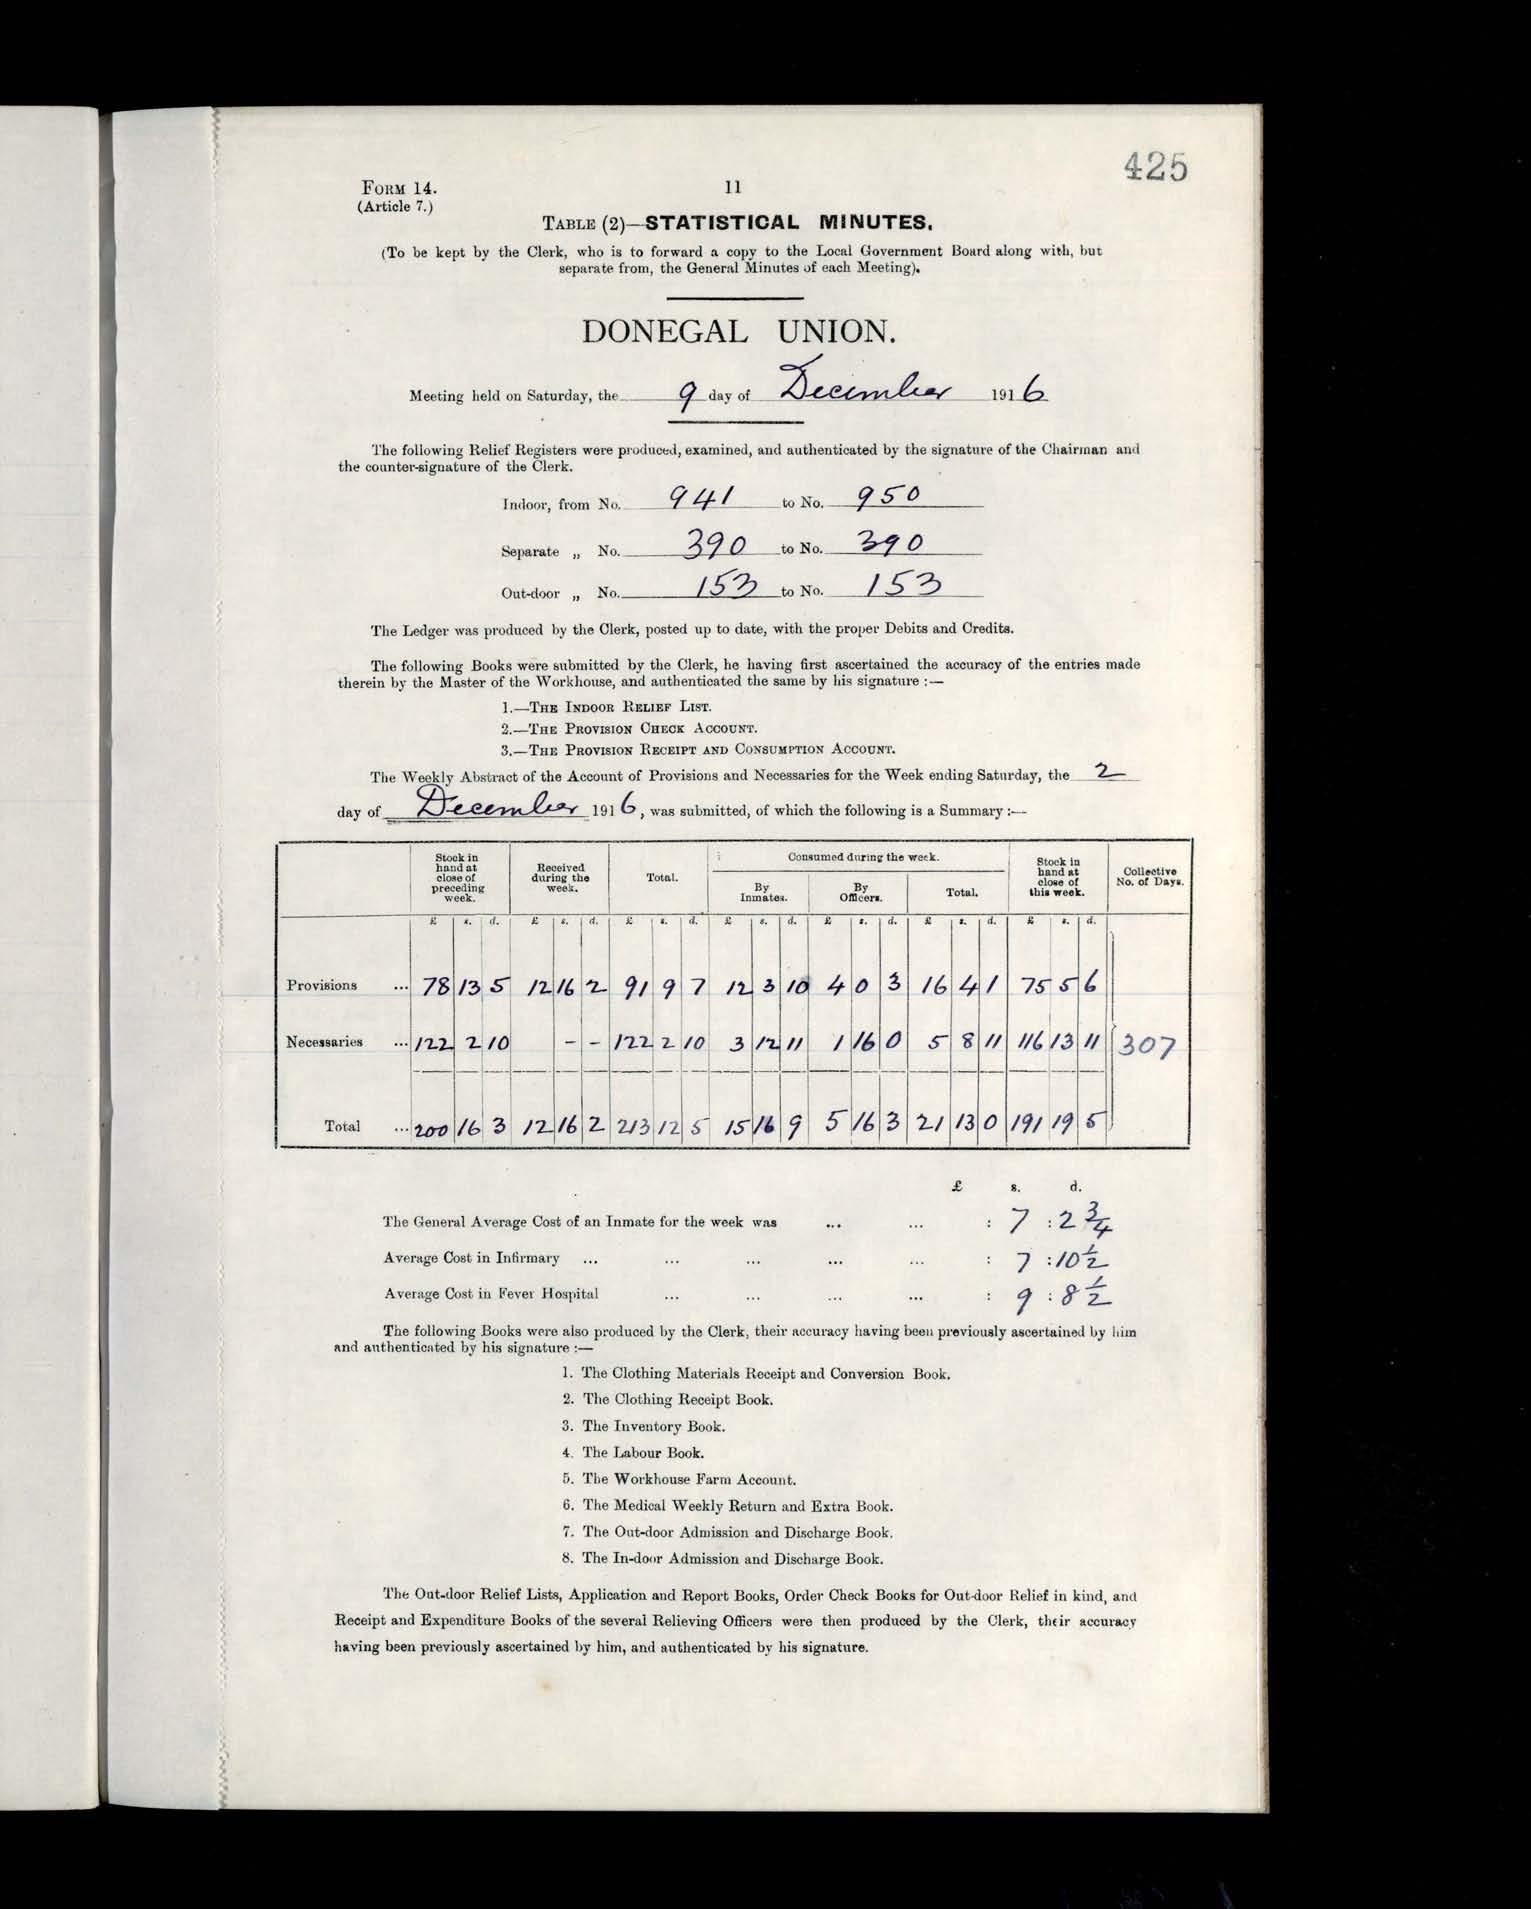 425
FORM 14.
11
(Article 7.)
TABLE (2)—STATISTICAL MINUTES.
(To be kept by the Clerk, who is to forward a copy to the Local Government Board along with, but
separate from, the General Minutes of each Meeting).
DONEGAL UNION.
Meeting held on Saturday, the 9 day of December 1916
The following Relief Registers were produced, examined, and authenticated by the signature of the Chairman and
the counter-signature of the Clerk.
Indoor, from No. 941 to No. 950
Separate „ No. 390 to No. 390
Out-door „ No. 153 to No. 153
The Ledger was produced by the Clerk, posted up to date, with the proper Debits and Credits.
The following Books were submitted by the Clerk, he having first ascertained the accuracy of the entries made
therein by the Master of the Workhouse, and authenticated the same by his signature :—
1.—THE INDOOR RELIEF LIST.
2.—THE PROVISION CHECK ACCOUNT.
3.—THE PROVISION RECEIPT AND CONSUMPTION ACCOUNT.
The Weekly Abstract of the Account of Provisions and Necessaries for the Week ending Saturday, the 2
day of December 1916, was submitted, of which the following is a Summary :—
Stock in
hand at
close of
preceding
week.
Received
during the
week.
Total.
Consumed during the week.
By
Inmates.
By
Officers.
Total.
Stock in
hand at
close of
this week.
Collective
No. of Days.
£ s. d. £ s. d. £ s. d. £ s. d. £ s. d. £ s. d. £ s. d.
Provisions ... 78 13 5 12 16 2 91 9 7 12 3 10 4 0 3 16 4 1 75 5 6
Necessaries ... 122 2 10 - - 122 2 10 3 12 11 1 16 0 5 8 11 116 13 11 307
Total ... 200 16 3 12 16 2 213 12 5 15 16 9 5 16 3 21 13 0 191 19 5
£ s. d.
The General Average Cost of an Inmate for the week was ... ... : 7 : 2 3/4
Average Cost in Infirmary ... ... ... ... ... : 7 : 10 1/2
Average Cost in Fever Hospital ... ... ... ... : 9 : 8 1/2
The following Books were also produced by the Clerk, their accuracy having been previously ascertained by him
and authenticated by his signature :—
1. The Clothing Materials Receipt and Conversion Book.
2. The Clothing Receipt Book.
3. The Inventory Book.
4. The Labour Book.
5. The Workhouse Farm Account.
6. The Medical Weekly Return and Extra Book.
7. The Out-door Admission and Discharge Book.
8. The In-door Admission and Discharge Book.
The Out-door Relief Lists, Application and Report Books, Order Check Books for Out-door Relief in kind, and
Receipt and Expenditure Books of the several Relieving Officers were then produced by the Clerk, their accuracy
having been previously ascertained by him, and authenticated by his signature.